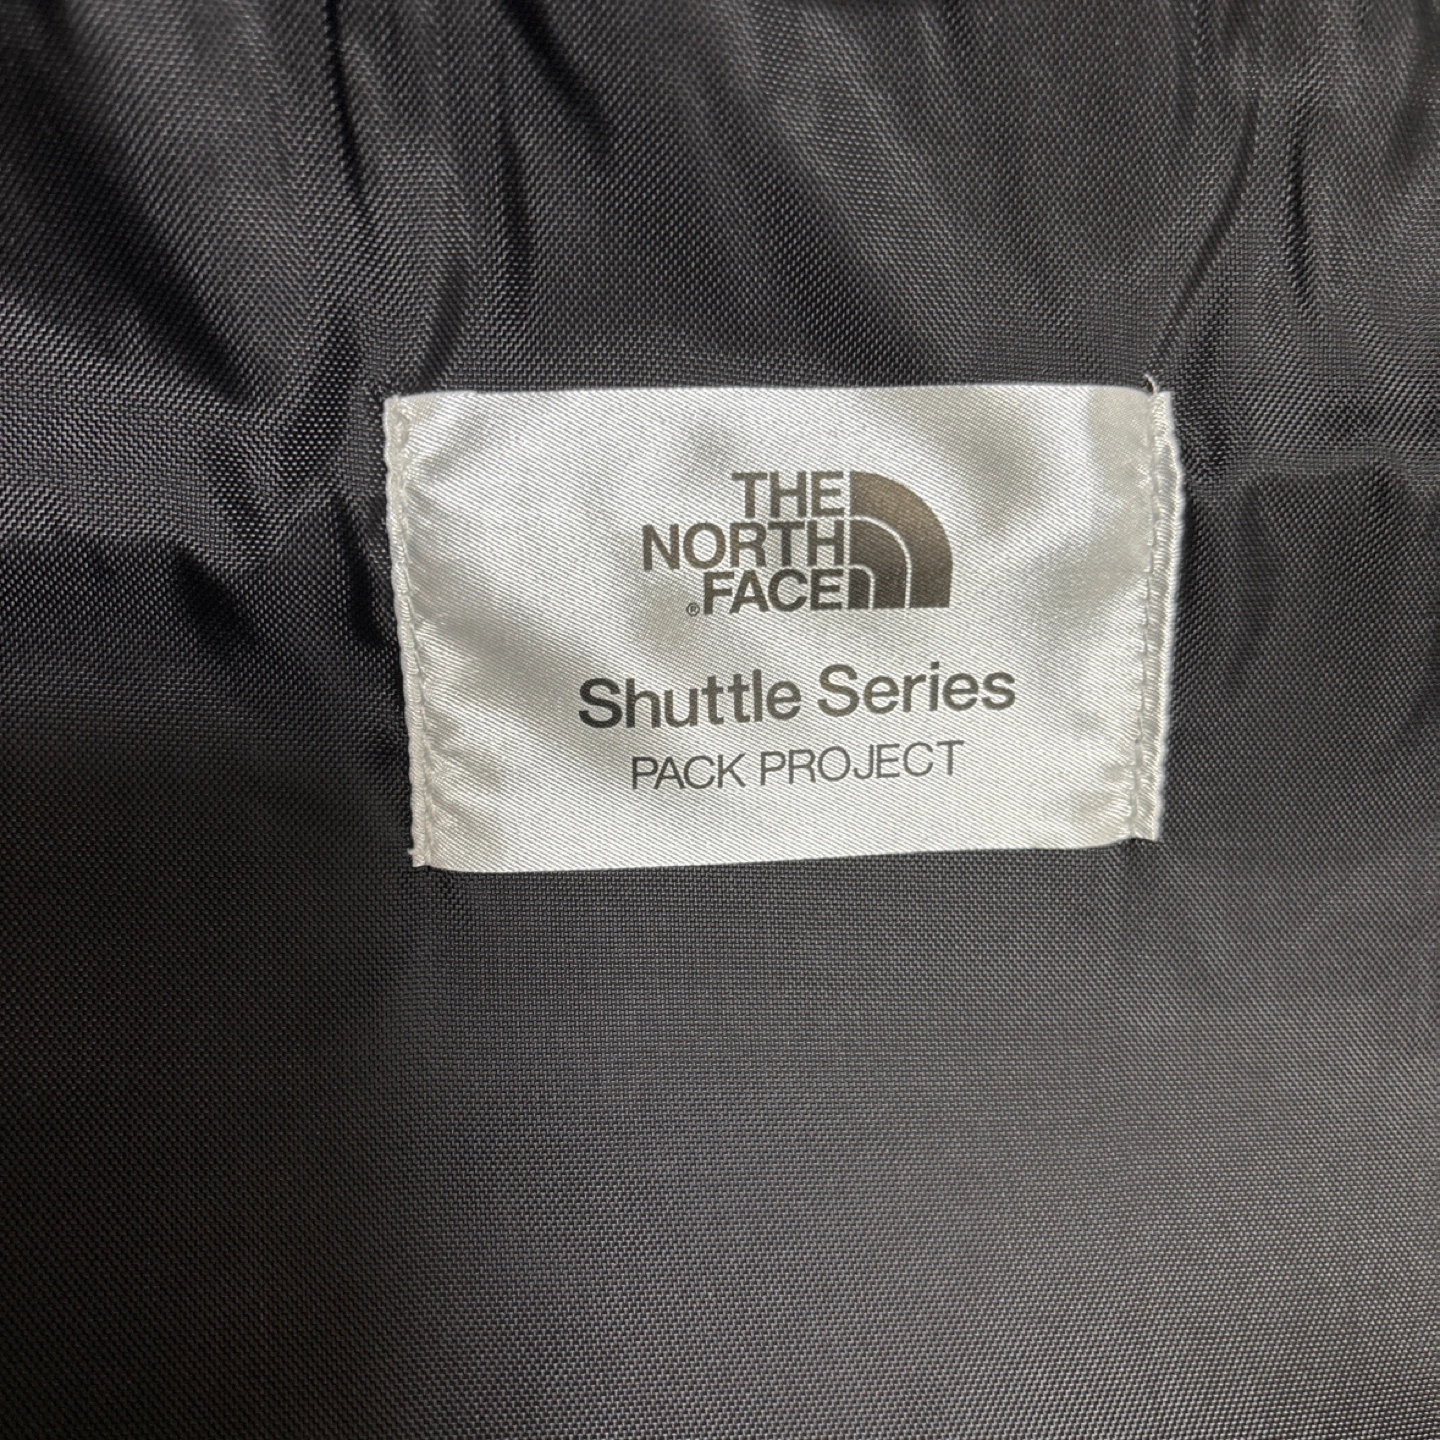 THE
NORTH
®FACE
Shuttle Series
PACK PROJECT